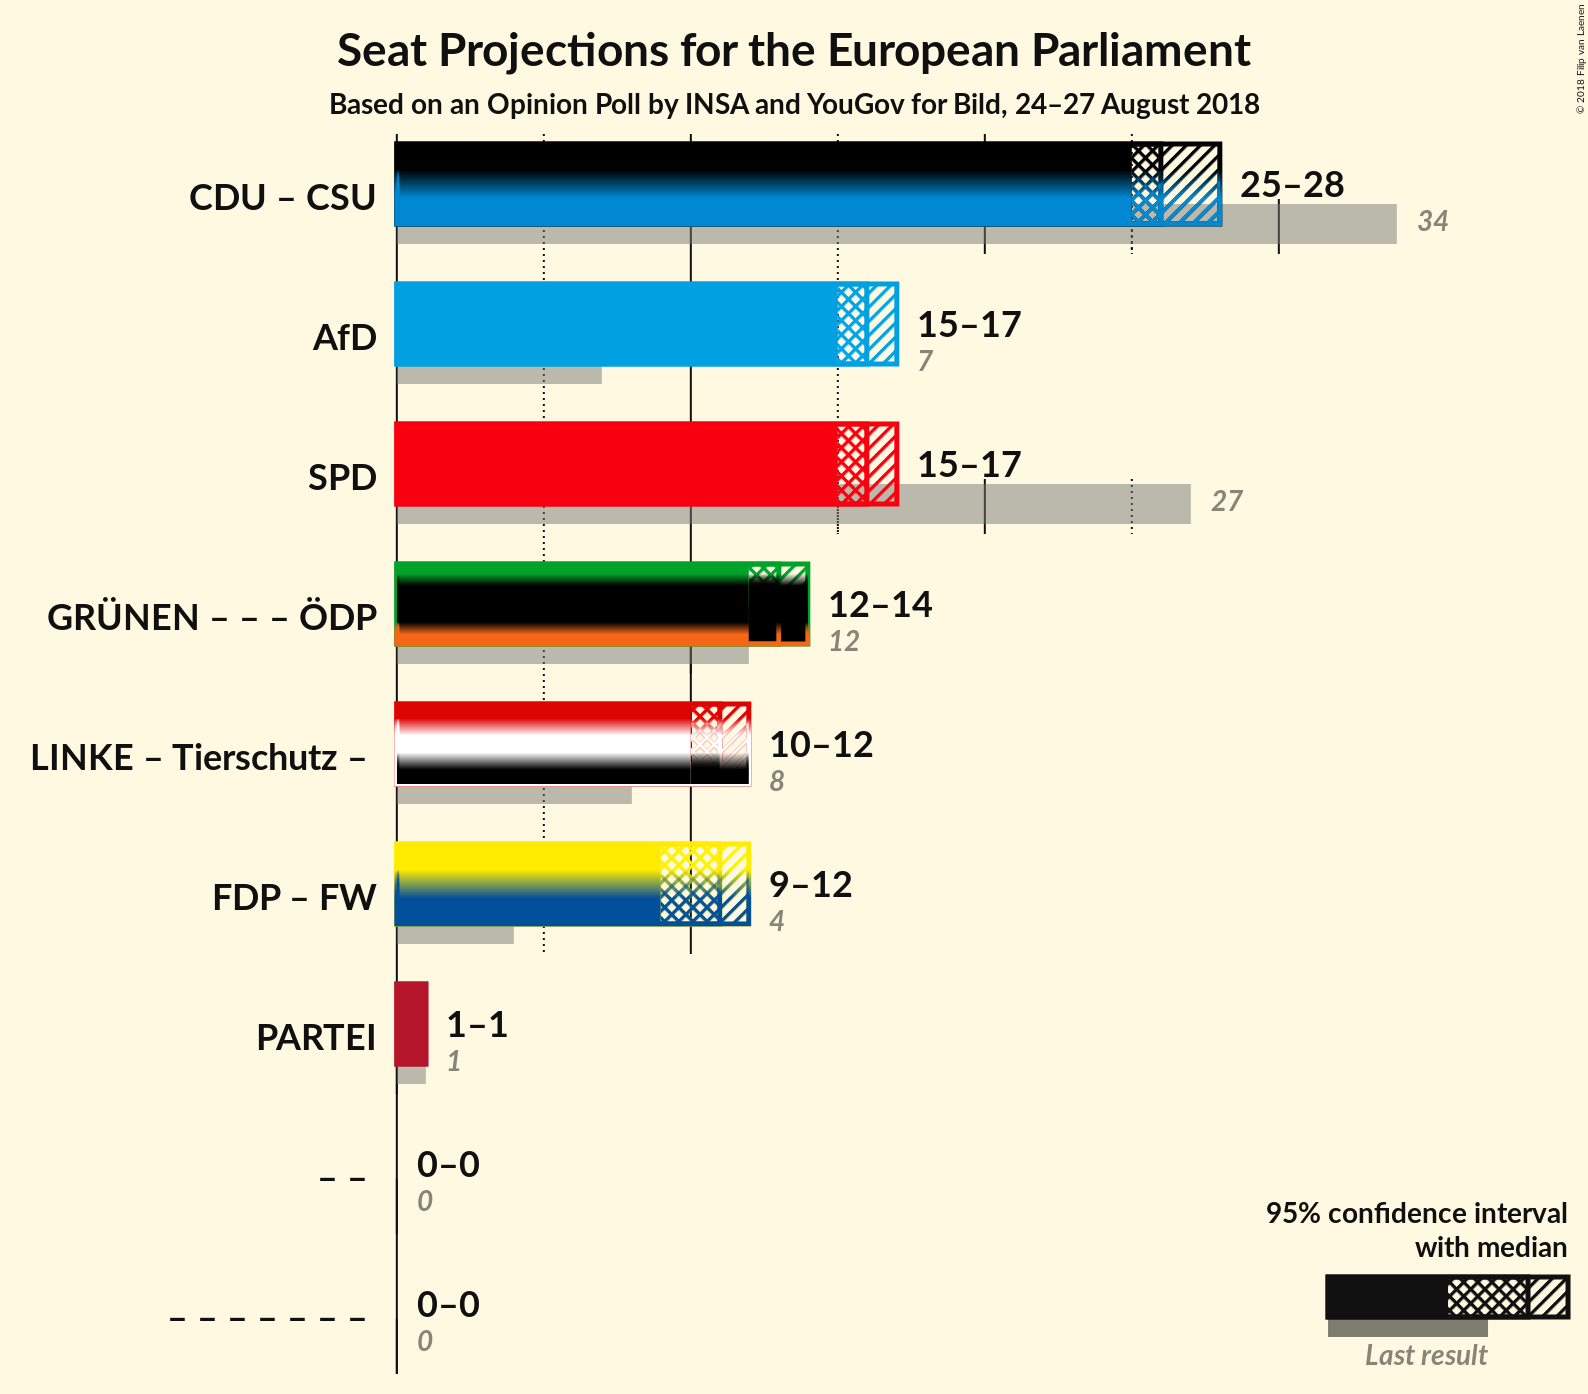 Seat Projections for the European Parliament
Based on an Opinion Poll by INSA and YouGov for Bild, 24–27 August 2018
© 2018 Filip van Laenen
CDU – CSU
25–28
34
AfD
15–17
7
SPD
15–17
27
GRÜNEN – – – ÖDP
12–14
12
LINKE – Tierschutz –
10–12
8
FDP – FW
9–12
4
PARTEI
1–1
1
– –
0–0
0
– – – – – – –
0–0
0
95% confidence interval
with median
Last result